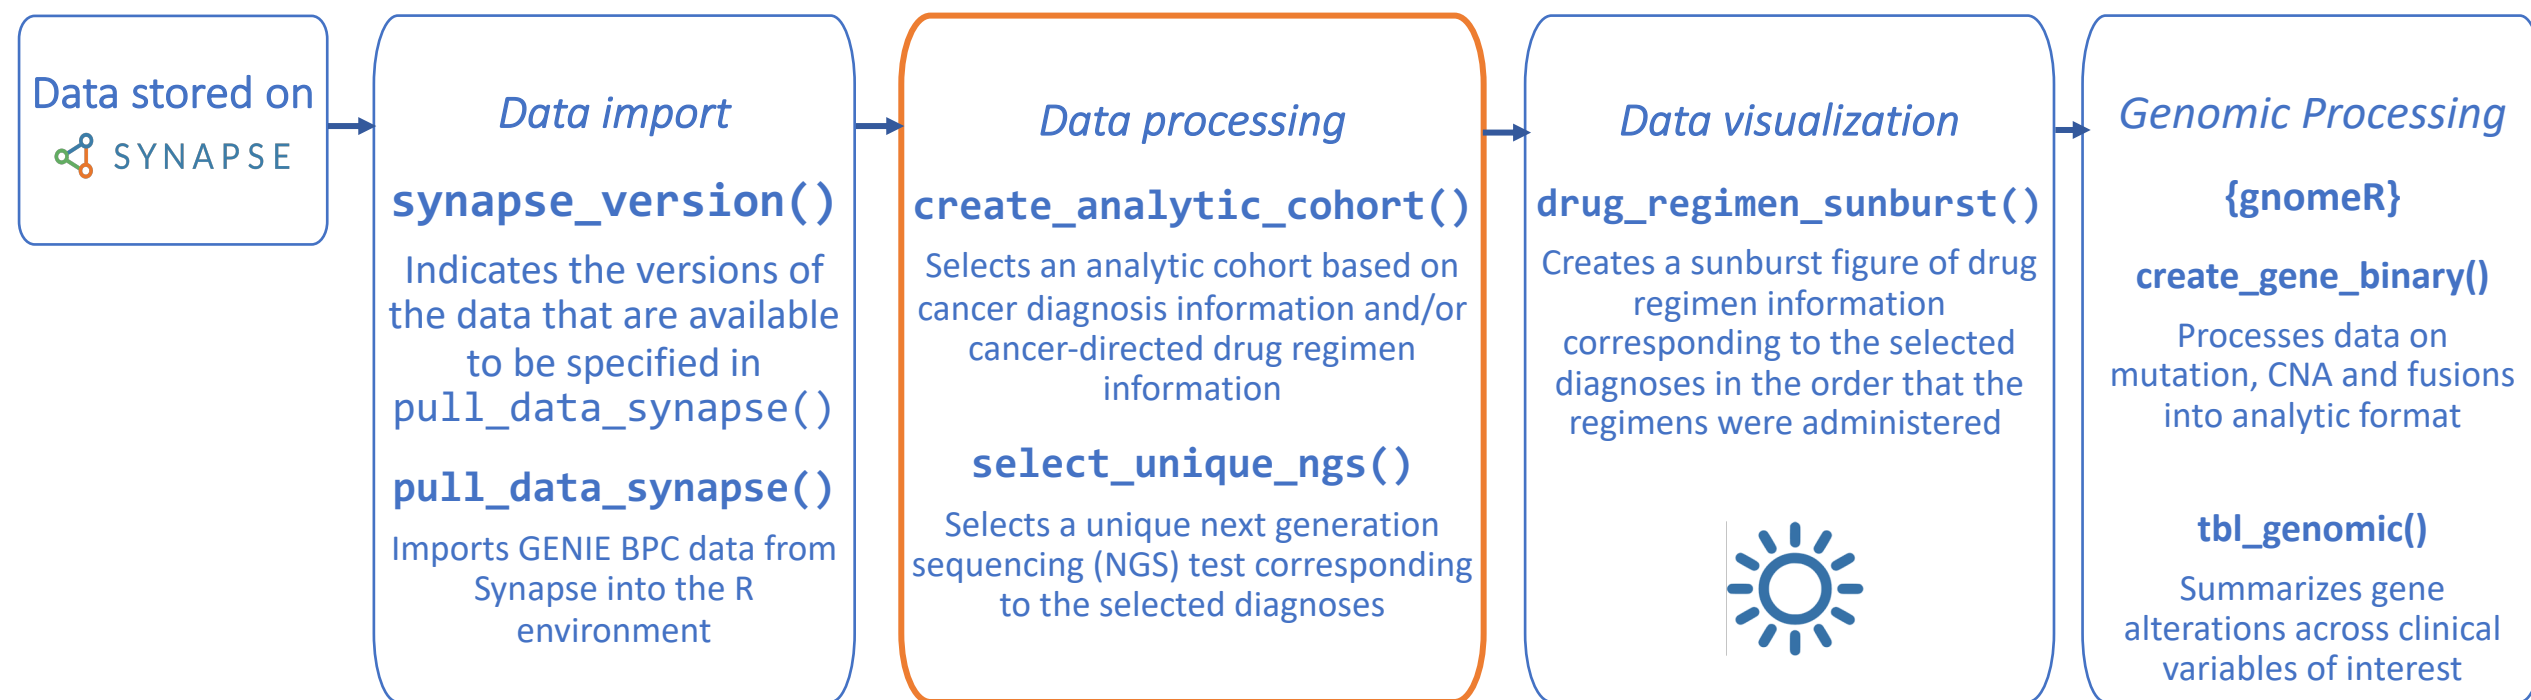 Data stored on
SYNAPSE
Data import
synapse_version()
Indicates the versions of
the data that are available
to be specified in
pull_data_synapse()
pull_data_synapse()
Imports GENIE BPC data from
Synapse into the R
environment
Data processing
create_analytic_cohort()
Selects an analytic cohort based on
cancer diagnosis information and/or
cancer-directed drug regimen
information
select_unique_ngs()
Selects a unique next generation
sequencing (NGS) test corresponding
to the selected diagnoses
Data visualization
drug_regimen_sunburst()
Creates a sunburst figure of drug
regimen information
corresponding to the selected
diagnoses in the order that the
regimens were administered
Genomic Processing
{gnomeR}
create_gene_binary()
Processes data on
mutation, CNA and fusions
into analytic format
tbl_genomic()
Summarizes gene
alterations across clinical
variables of interest